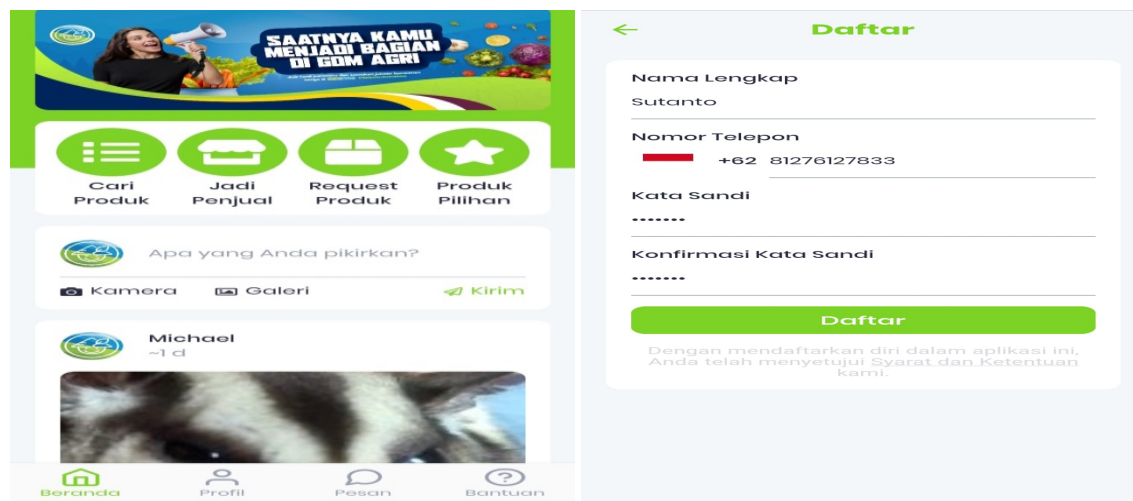 SAATNYA KAMU
MENJADI BAGIAN
DI GDM AGRI
Cari
Produk
Jadi
Penjual
Request
Produk
Produk
Pilihan
Apa yang Anda pikirkan?
Kamera
Galeri
Kirim
Michael
~1 d
Beranda
Profil
Pesan
Bantuan
Daftar
Nama Lengkap
Sutanto
Nomor Telepon
+62 81276127833
Kata Sandi
•••••••
Konfirmasi Kata Sandi
•••••••
Daftar
Dengan mendaftarkan diri dalam aplikasi ini,
Anda telah menyetujui Syarat dan Ketentuan
kami.